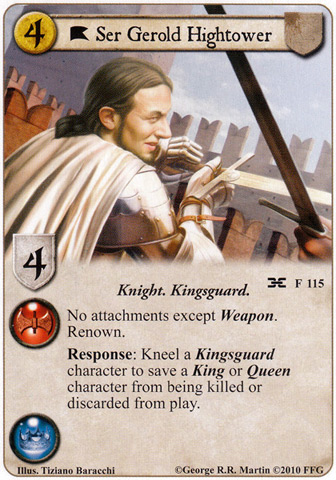 4 Ser Gerold Hightower
4
Knight. Kingsguard.
F 115
No attachments except Weapon.
Renown.
Response: Kneel a Kingsguard
character to save a King or Queen
character from being killed or
discarded from play.
Illus. Tiziano Baracchi
©George R.R. Martin ©2010 FFG